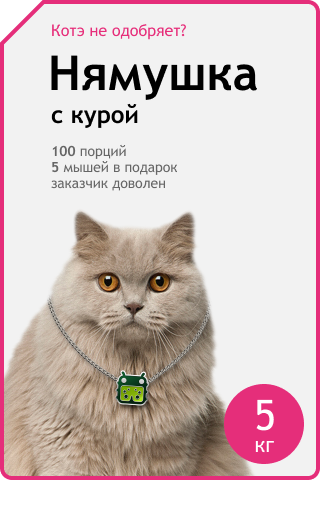 Котэ не одобряет?
Нямушка
с курой
100 порций
5 мышей в подарок
заказчик доволен
5
кг